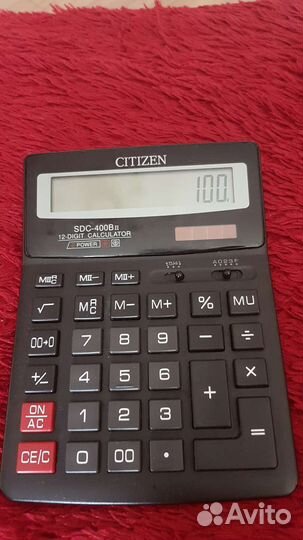 CITIZEN
100.
SDC-400BII
12-DIGIT CALCULATOR
POWER
MII− MII+
√ MRC M− M+ % MU
00→0 7 8 9 − ÷
+/− 4 5 6 + ×
ON/AC 1 2 3 =
CE/C 0 00 •
Avito